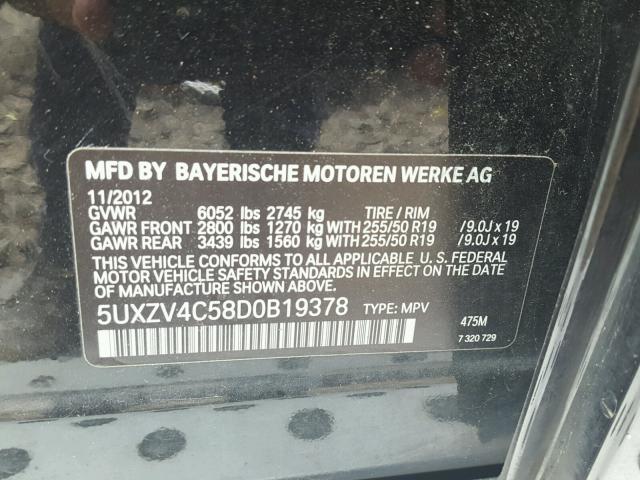 MFD BY BAYERISCHE MOTOREN WERKE AG
11/2012
GVWR 6052 lbs 2745 kg TIRE / RIM
GAWR FRONT 2800 lbs 1270 kg WITH 255/50 R19 /9.0J x 19
GAWR REAR 3439 lbs 1560 kg WITH 255/50 R19 /9.0J x 19
THIS VEHICLE CONFORMS TO ALL APPLICABLE U. S. FEDERAL
MOTOR VEHICLE SAFETY STANDARDS IN EFFECT ON THE DATE
OF MANUFACTURE SHOWN ABOVE.
5UXZV4C58D0B19378 TYPE: MPV
475M
7 320 729